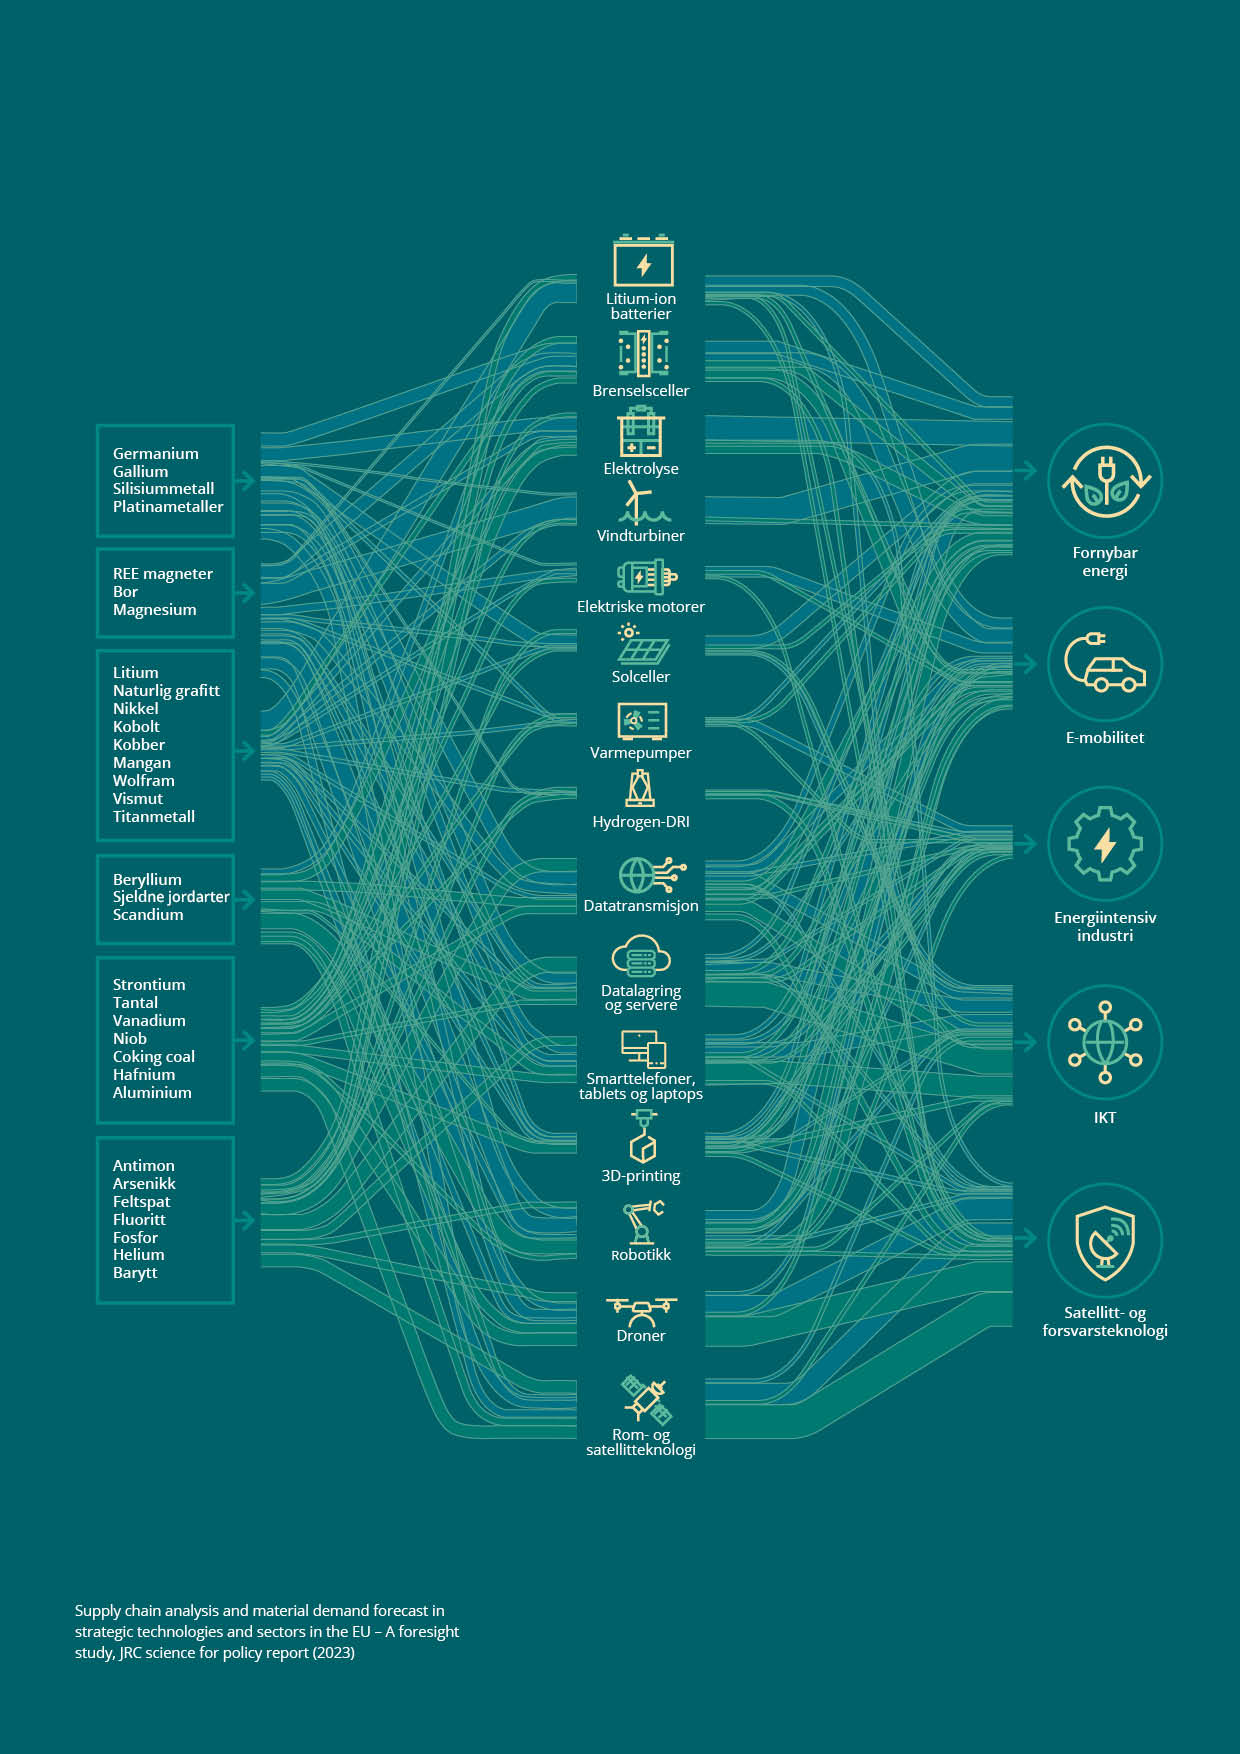 Germanium
Gallium
Silisiummetall
Platinametaller
REE magneter
Bor
Magnesium
Litium
Naturlig grafitt
Nikkel
Kobolt
Kobber
Mangan
Wolfram
Vismut
Titanmetall
Beryllium
Sjeldne jordarter
Scandium
Strontium
Tantal
Vanadium
Niob
Coking coal
Hafnium
Aluminium
Antimon
Arsenikk
Feltspat
Fluoritt
Fosfor
Helium
Barytt
Litium-ion
batterier
Brenselsceller
Elektrolyse
Vindturbiner
Elektriske motorer
Solceller
Varmepumper
Hydrogen-DRI
Datatransmisjon
Datalagring
og servere
Smarttelefoner,
tablets og laptops
3D-printing
Robotikk
Droner
Rom- og
satellitteknologi
Fornybar
energi
E-mobilitet
Energiintensiv
industri
IKT
Satellitt- og
forsvarsteknologi
Supply chain analysis and material demand forecast in
strategic technologies and sectors in the EU – A foresight
study, JRC science for policy report (2023)